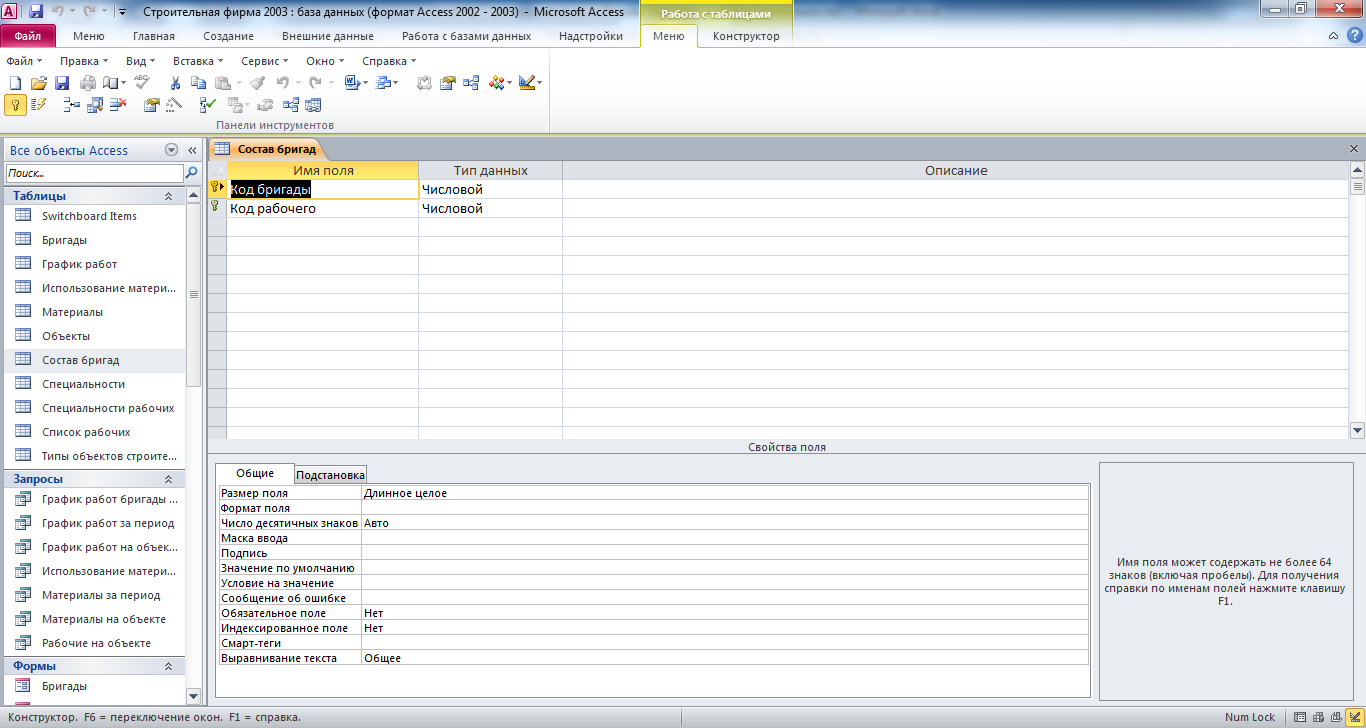 Строительная фирма 2003 : база данных (формат Access 2002 - 2003) - Microsoft Access
Работа с таблицами
Файл Меню Главная Создание Внешние данные Работа с базами данных Надстройки Меню Конструктор
Файл Правка Вид Вставка Сервис Окно Справка
Панели инструментов
Все объекты Access
Поиск...
Таблицы
Switchboard Items
Бригады
График работ
Использование матери...
Материалы
Объекты
Состав бригад
Специальности
Специальности рабочих
Список рабочих
Типы объектов строите...
Запросы
График работ бригады ...
График работ за период
График работ на объек...
Использование матери...
Материалы за период
Материалы на объекте
Рабочие на объекте
Формы
Бригады
Состав бригад
Имя поля Тип данных Описание
Код бригады Числовой
Код рабочего Числовой
Свойства поля
Общие Подстановка
Размер поля Длинное целое
Формат поля
Число десятичных знаков Авто
Маска ввода
Подпись
Значение по умолчанию
Условие на значение
Сообщение об ошибке
Обязательное поле Нет
Индексированное поле Нет
Смарт-теги
Выравнивание текста Общее
Имя поля может содержать не более 64
знаков (включая пробелы). Для получения
справки по именам полей нажмите клавишу
F1.
Конструктор. F6 = переключение окон. F1 = справка.
Num Lock